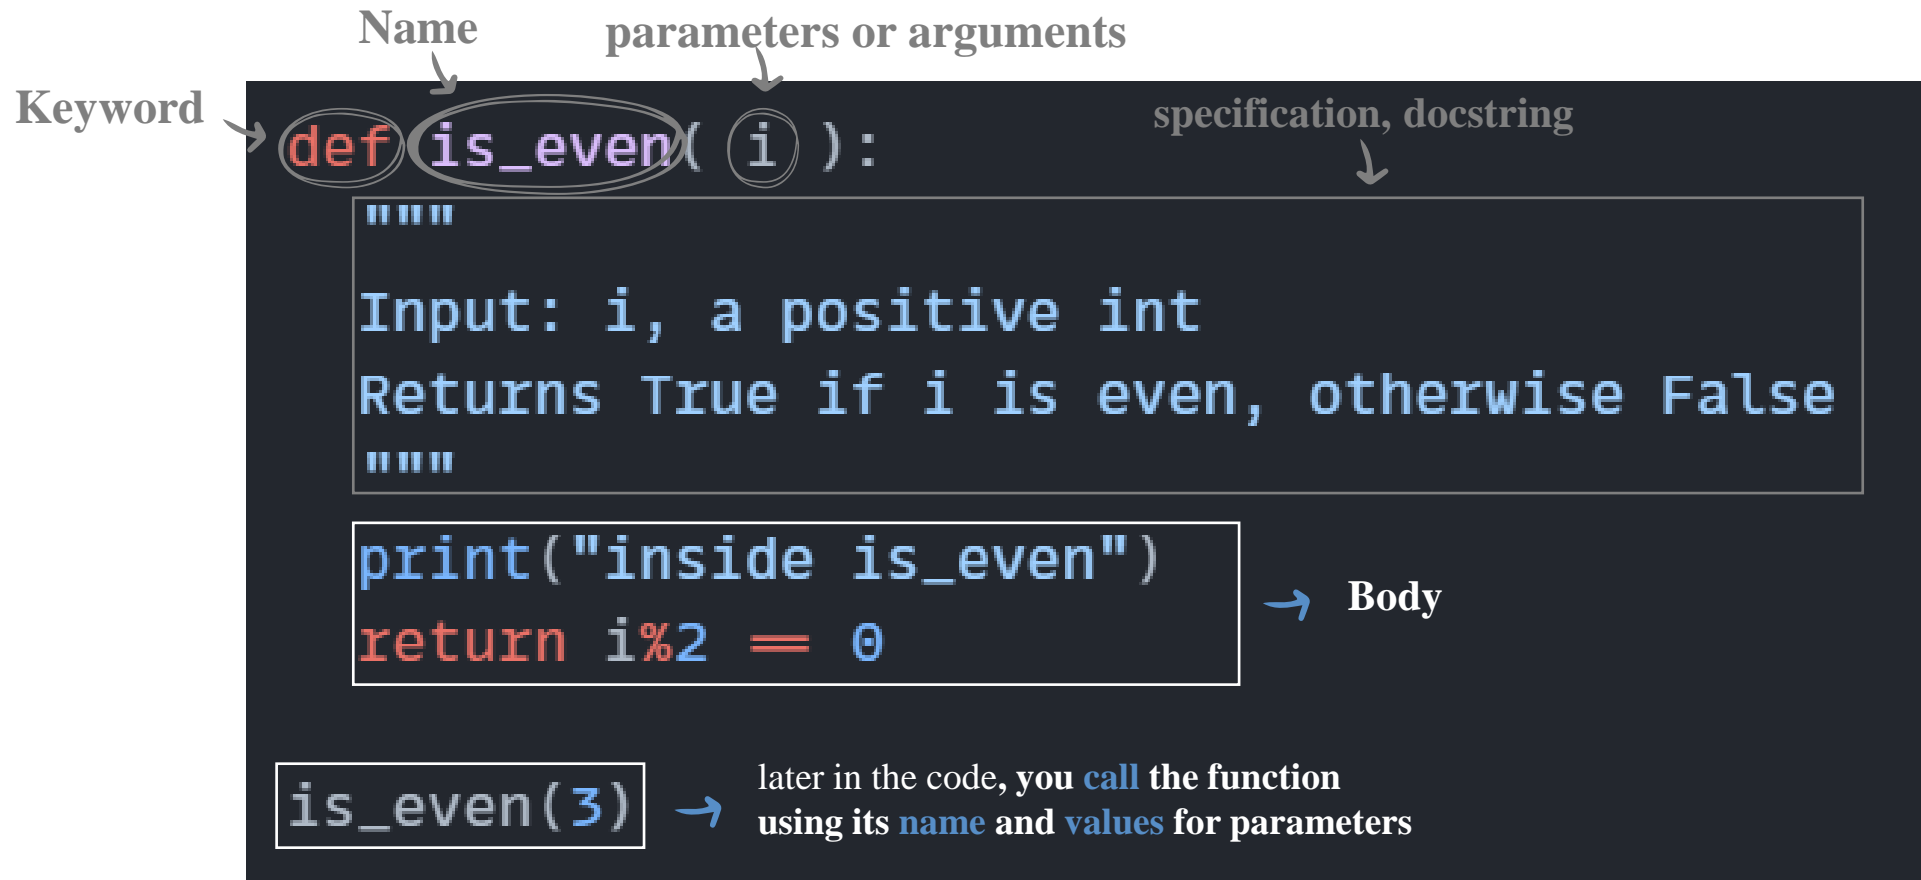 Name
parameters or arguments
Keyword
specification, docstring
def is_even( i ):
"""
Input: i, a positive int
Returns True if i is even, otherwise False
"""
print("inside is_even")
return i%2 == 0
Body
is_even(3)
later in the code, you call the function
using its name and values for parameters